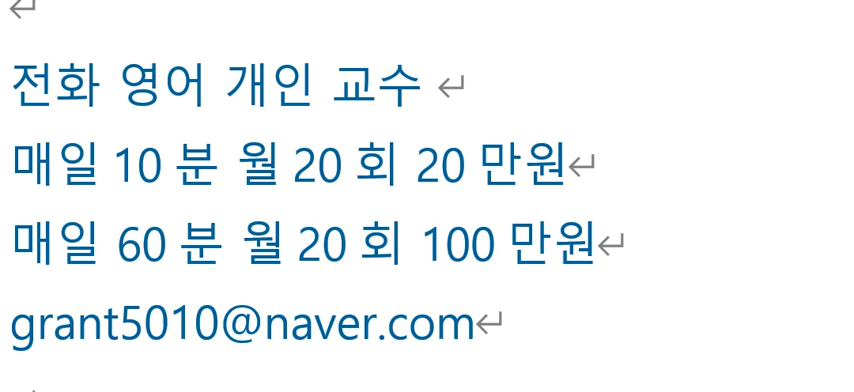 전화 영어 개인 교수
매일 10 분 월 20 회 20 만원
매일 60 분 월 20 회 100 만원
grant5010@naver.com